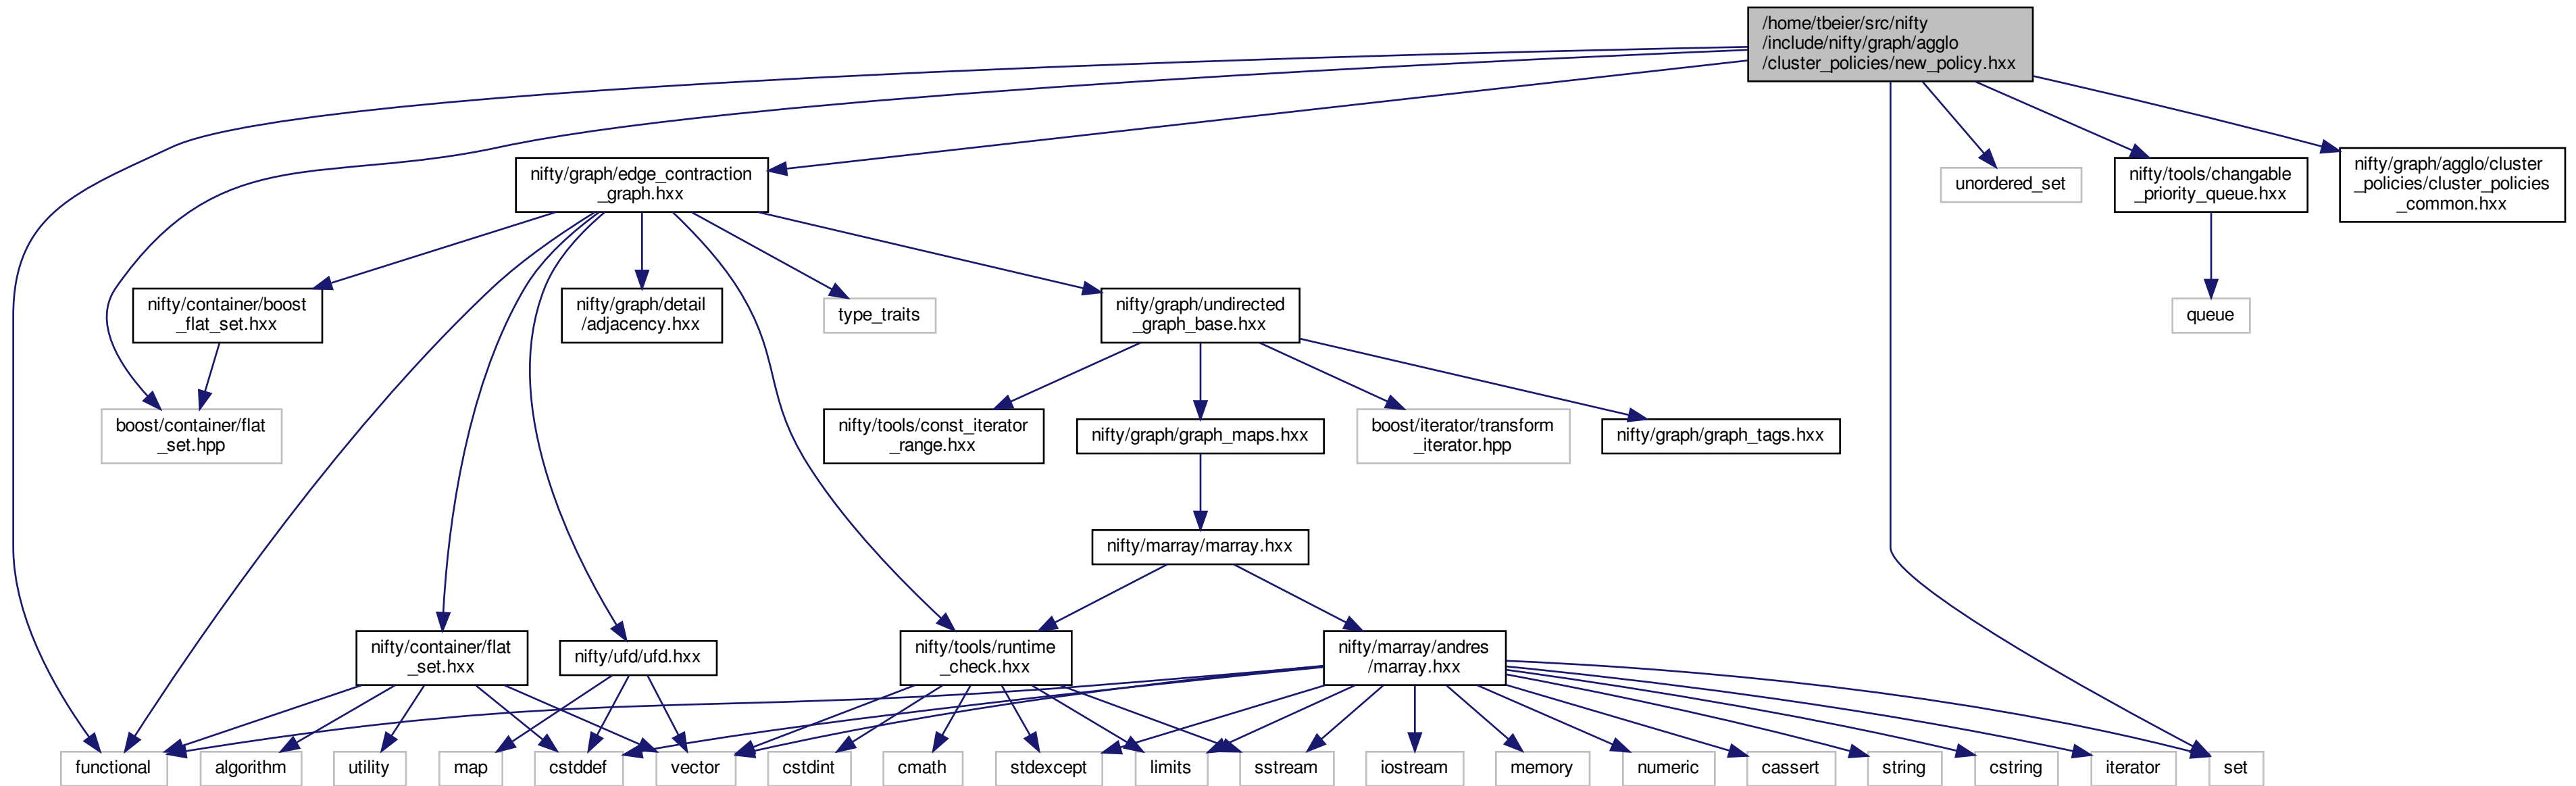 /home/tbeier/src/nifty
/include/nifty/graph/agglo
/cluster_policies/new_policy.hxx
nifty/graph/edge_contraction
_graph.hxx
unordered_set
nifty/tools/changable
_priority_queue.hxx
nifty/graph/agglo/cluster
_policies/cluster_policies
_common.hxx
nifty/container/boost
_flat_set.hxx
nifty/graph/detail
/adjacency.hxx
type_traits
nifty/graph/undirected
_graph_base.hxx
queue
boost/container/flat
_set.hpp
nifty/tools/const_iterator
_range.hxx
nifty/graph/graph_maps.hxx
boost/iterator/transform
_iterator.hpp
nifty/graph/graph_tags.hxx
nifty/marray/marray.hxx
nifty/container/flat
_set.hxx
nifty/ufd/ufd.hxx
nifty/tools/runtime
_check.hxx
nifty/marray/andres
/marray.hxx
functional
algorithm
utility
map
cstddef
vector
cstdint
cmath
stdexcept
limits
sstream
iostream
memory
numeric
cassert
string
cstring
iterator
set